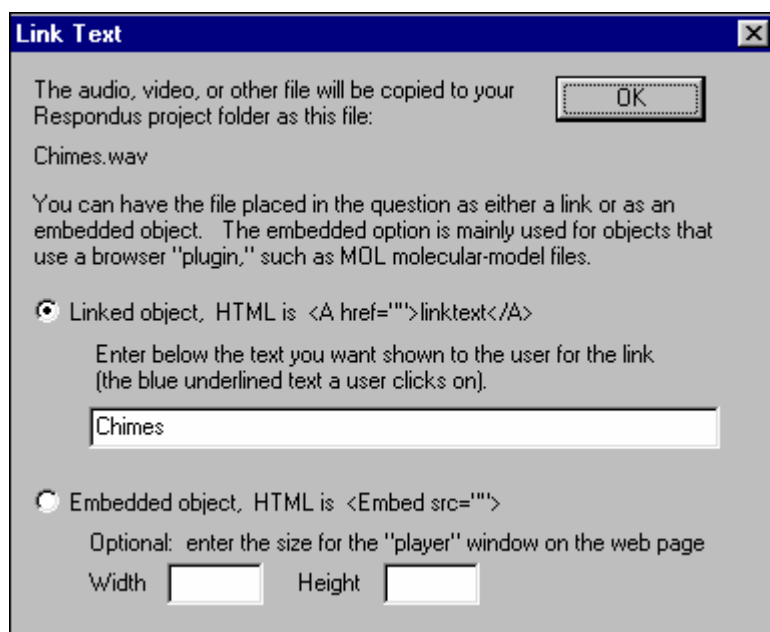 Link Text
The audio, video, or other file will be copied to your
Respondus project folder as this file:
OK
Chimes.wav
You can have the file placed in the question as either a link or as an
embedded object.   The embedded option is mainly used for objects that
use a browser "plugin," such as MOL molecular-model files.
Linked object,  HTML is  <A href="">linktext</A>
Enter below the text you want shown to the user for the link
(the blue underlined text a user clicks on).
Chimes
Embedded object,  HTML is  <Embed src="">
Optional:  enter the size for the "player" window on the web page
Width Height